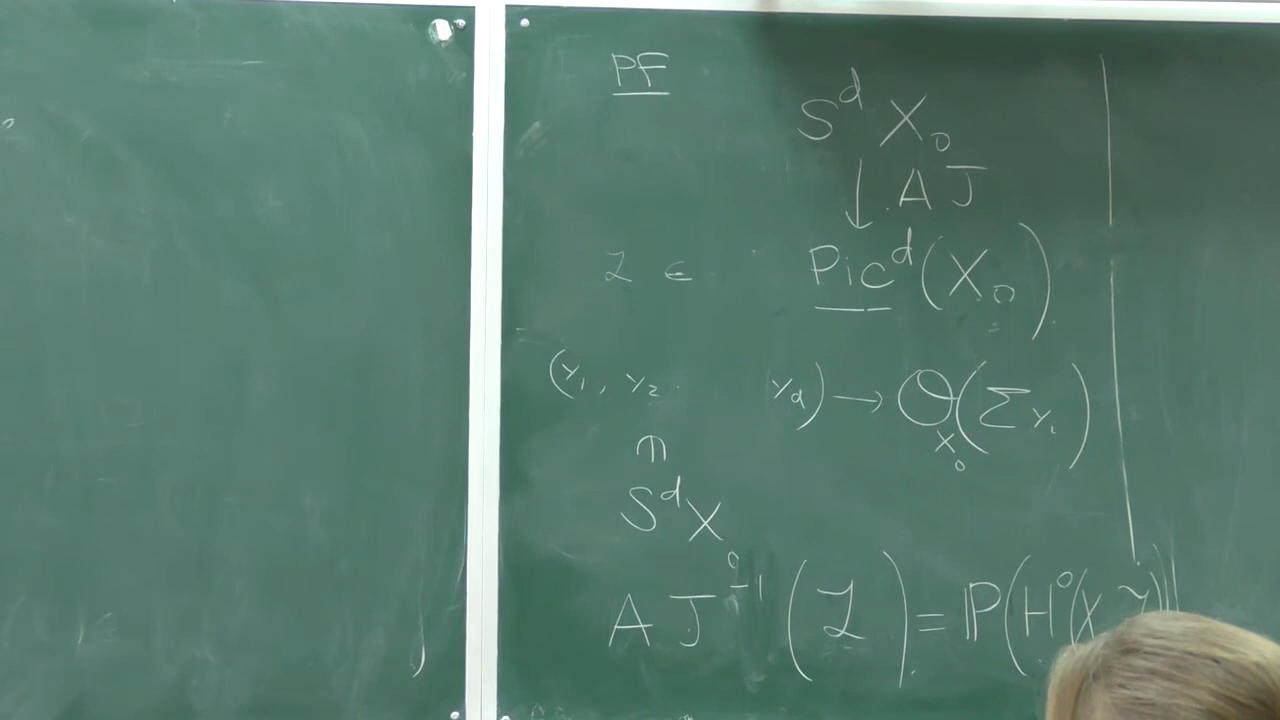 PF
S^d X_0
↓ AJ
ℒ ∈ Pic^d(X_0)
(y_1, y_2 . y_d) → O_{X_0}(Σ y_i)
∩
S^d X
AJ^{-1}(ℒ) = ℙ(H^0(X